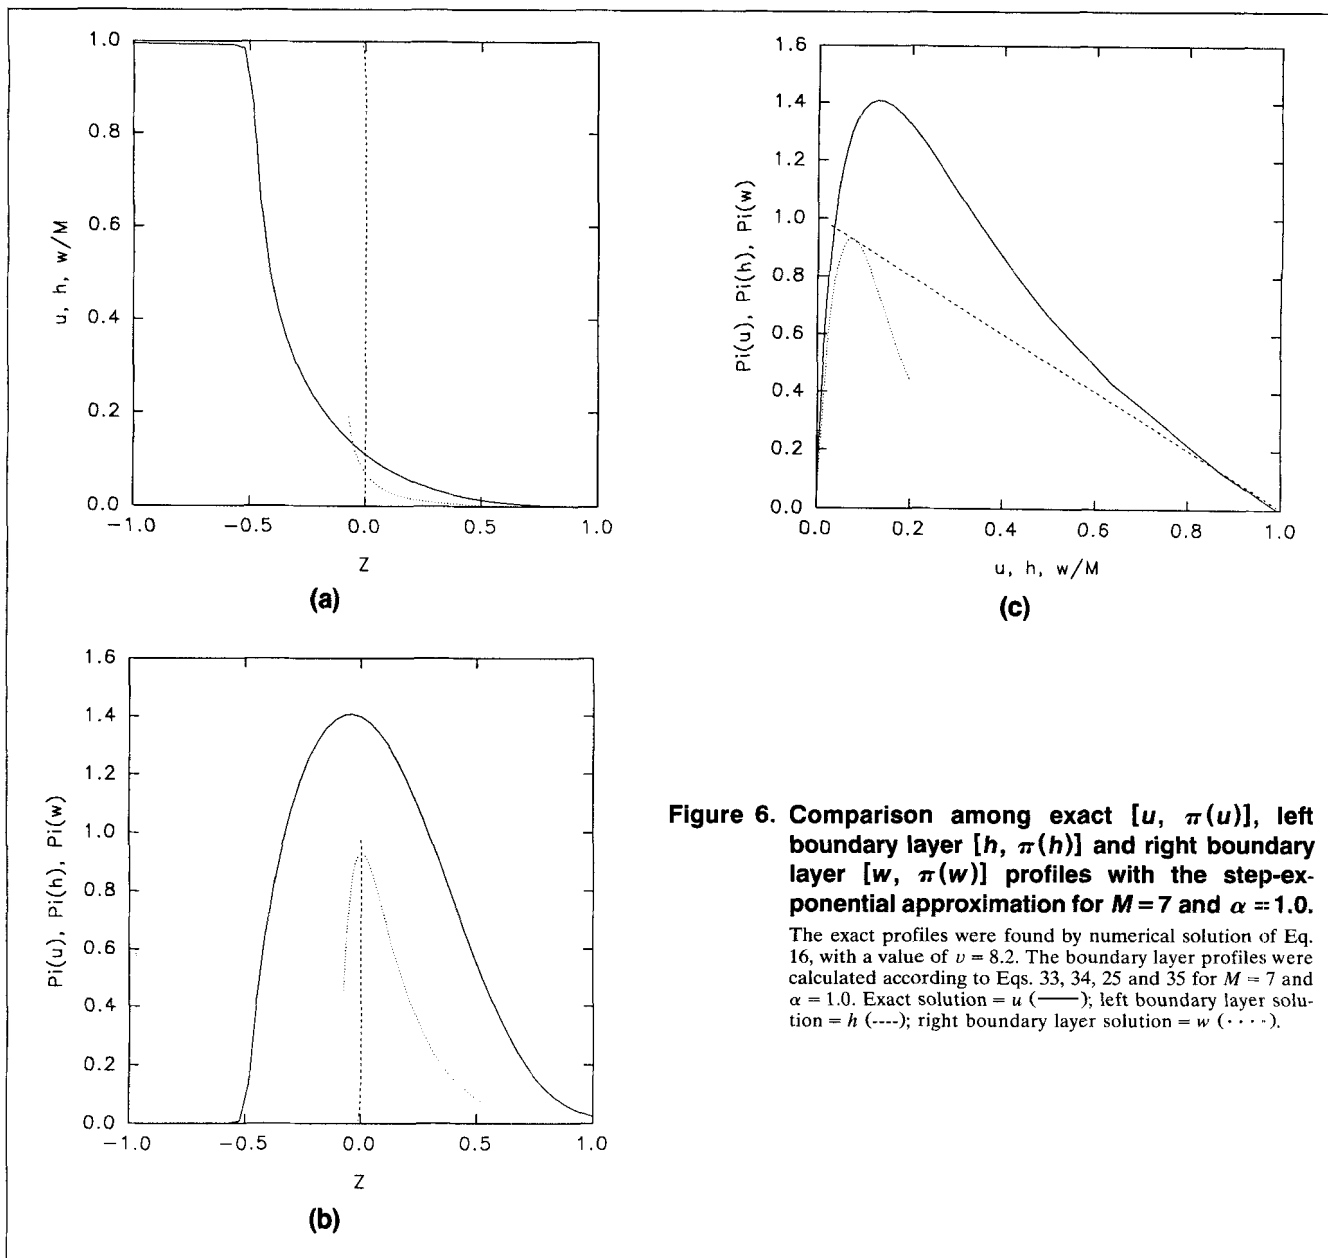 1.0
0.8
0.6
0.4
0.2
0.0
u, h, w/M
−1.0 −0.5 0.0 0.5 1.0
Z
(a)
1.6
1.4
1.2
1.0
0.8
0.6
0.4
0.2
0.0
Pi(u), Pi(h), Pi(w)
0.0 0.2 0.4 0.6 0.8 1.0
u, h, w/M
(c)
1.6
1.4
1.2
1.0
0.8
0.6
0.4
0.2
0.0
Pi(u), Pi(h), Pi(w)
−1.0 −0.5 0.0 0.5 1.0
Z
(b)
Figure 6. Comparison among exact [u, π(u)], left
boundary layer [h, π(h)] and right boundary
layer [w, π(w)] profiles with the step-ex-
ponential approximation for M = 7 and α = 1.0.
The exact profiles were found by numerical solution of Eq.
16, with a value of v = 8.2. The boundary layer profiles were
calculated according to Eqs. 33, 34, 25 and 35 for M = 7 and
α = 1.0. Exact solution = u (——); left boundary layer solu-
tion = h (----); right boundary layer solution = w (· · · ·).